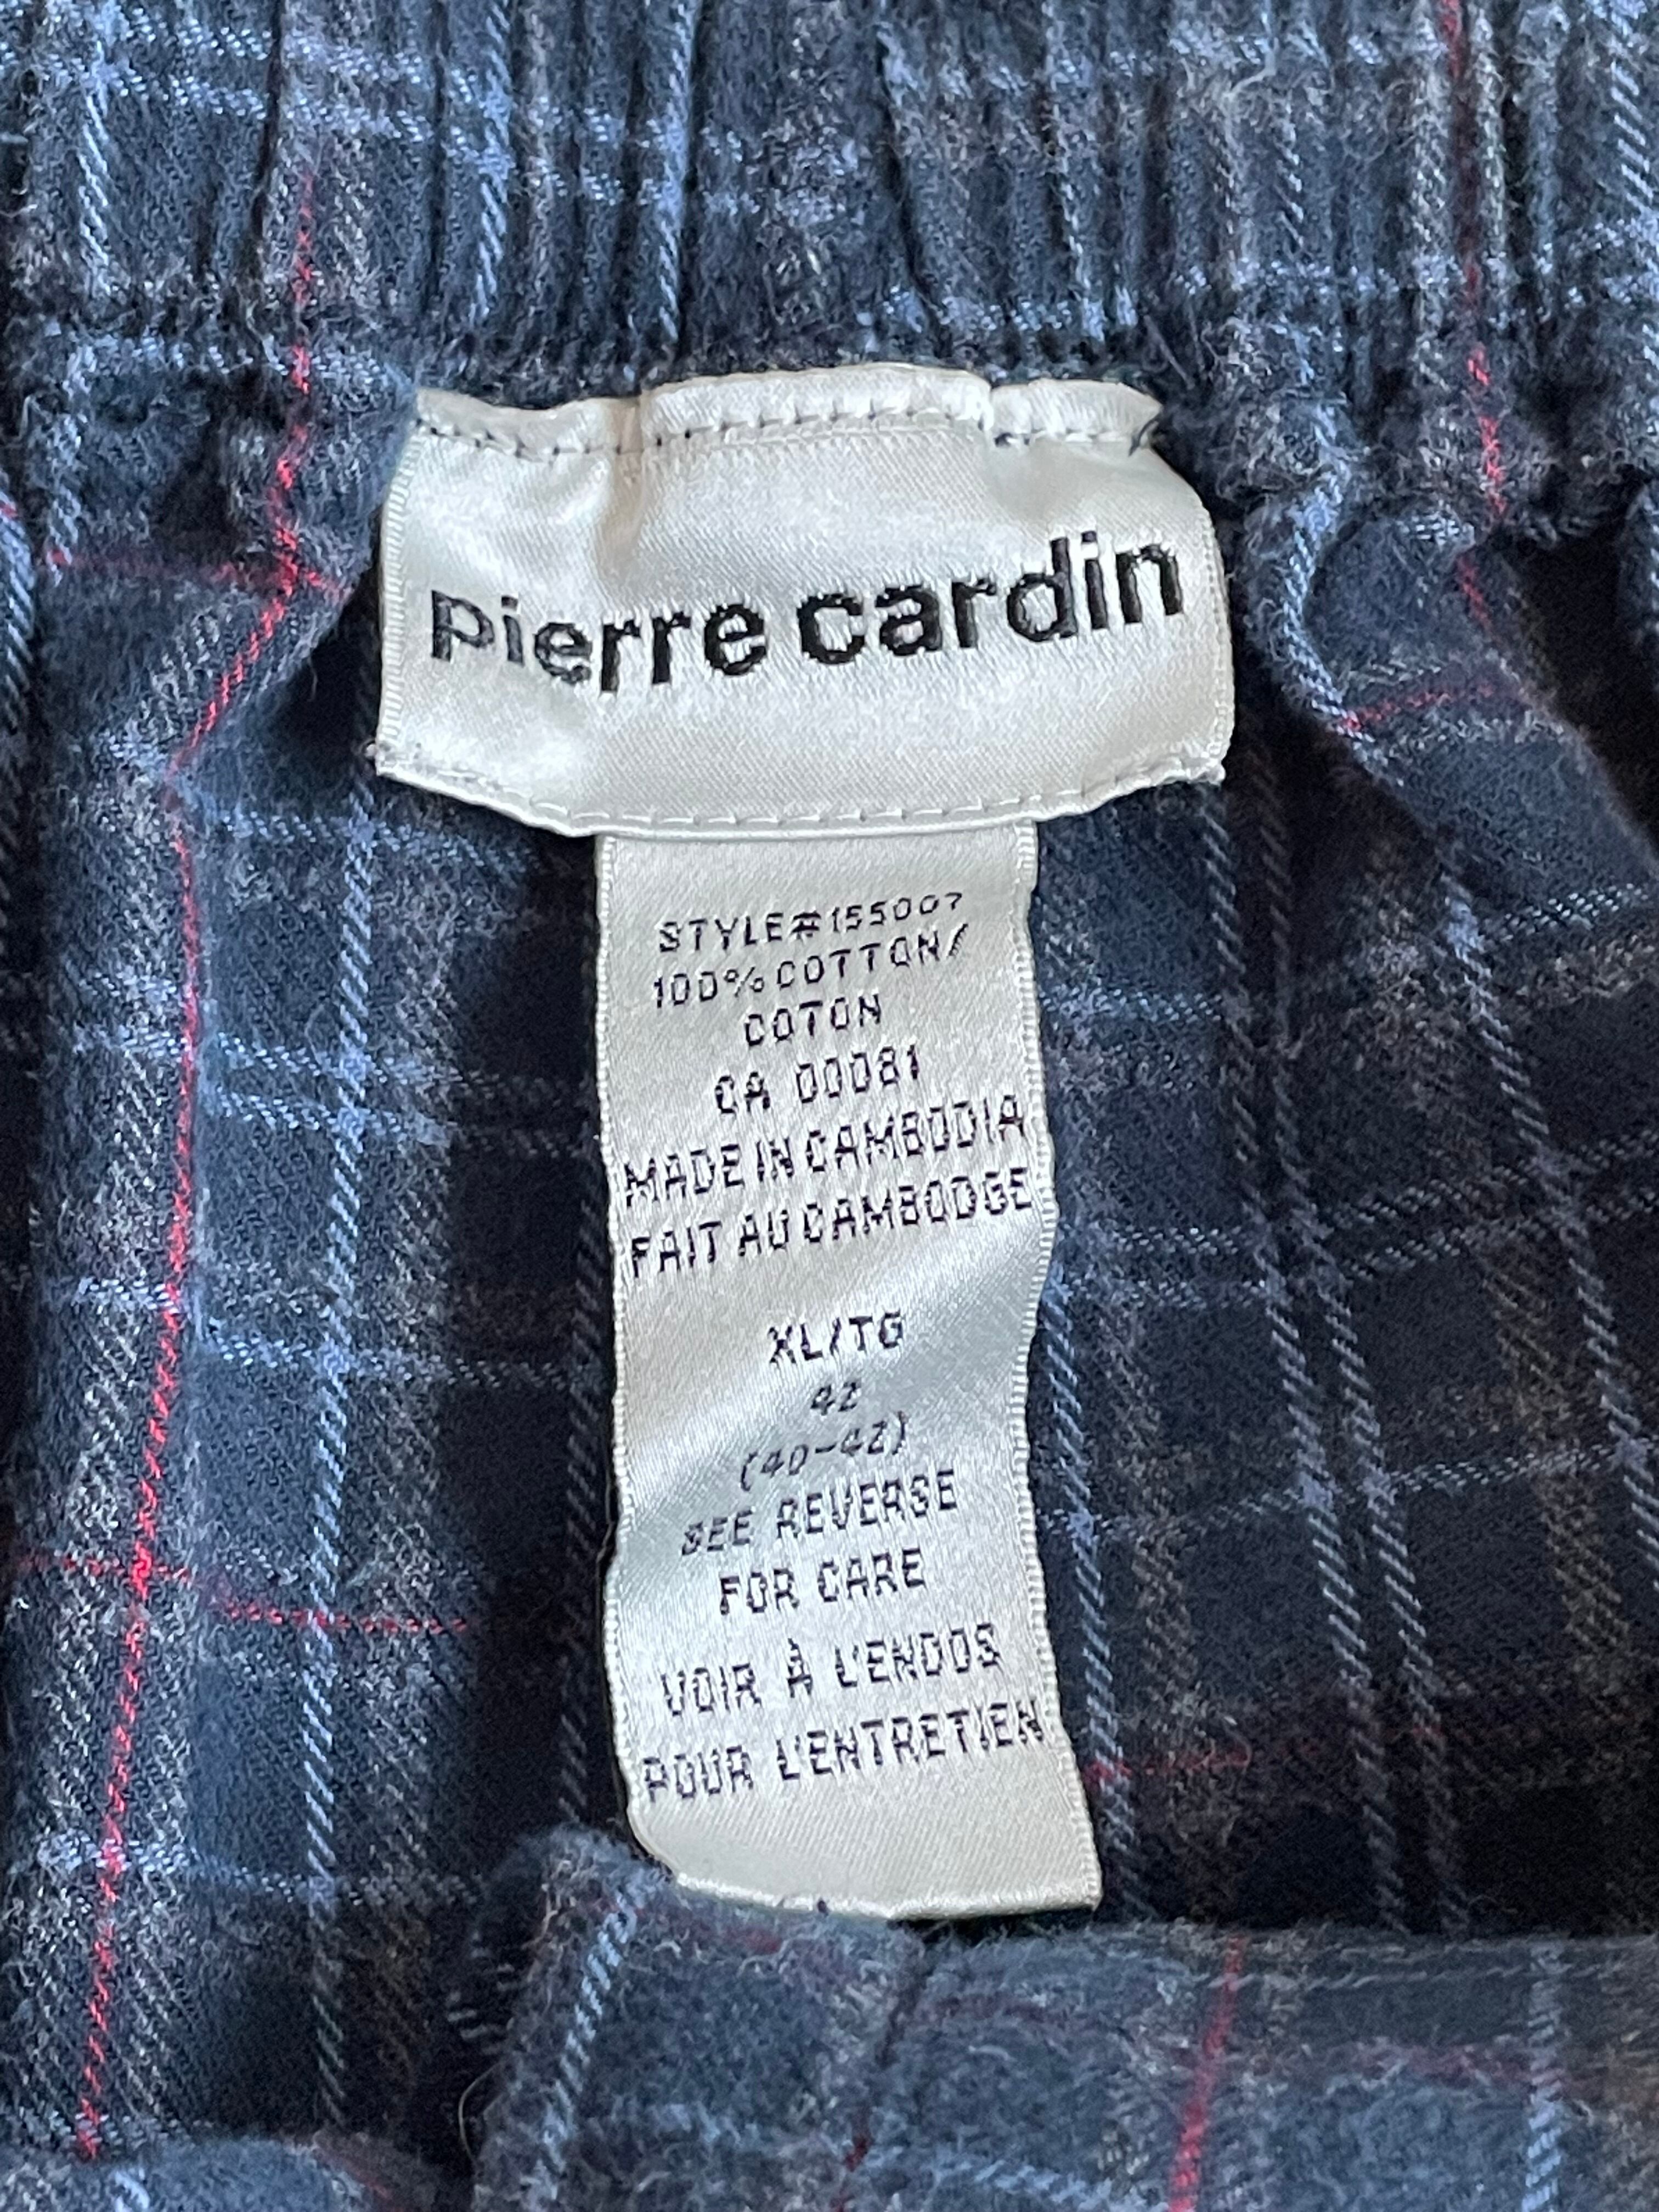 pierre cardin
STYLE#155007
100% COTTON/
COTON
CA 00081
MADE IN CAMBODIA
FAIT AU CAMBODGE
XL/TG
42
(40-42)
SEE REVERSE
FOR CARE
VOIR À L'ENDOS
POUR L'ENTRETIEN